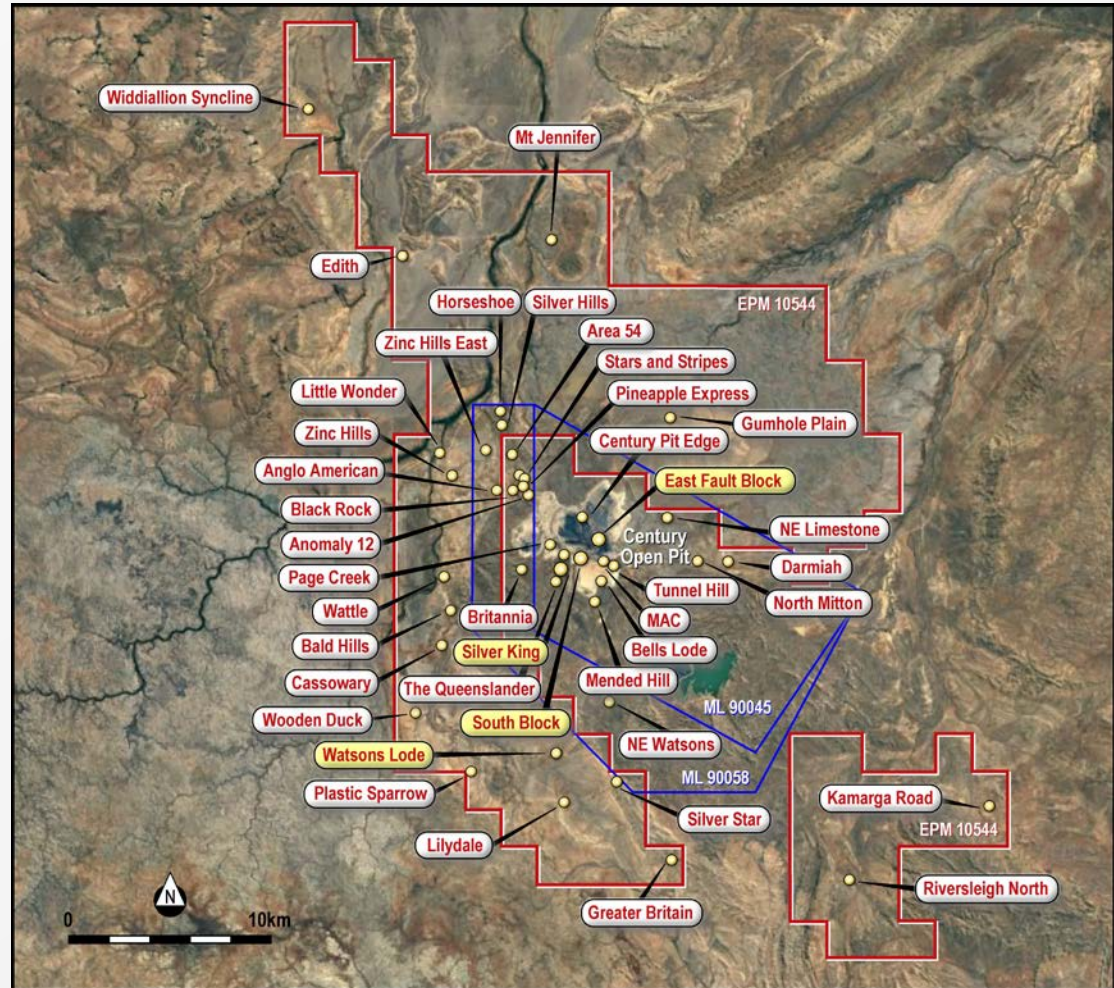 Widdiallion Syncline
Mt Jennifer
Edith
Horseshoe
Silver Hills
EPM 10544
Area 54
Zinc Hills East
Stars and Stripes
Little Wonder
Pineapple Express
Gumhole Plain
Zinc Hills
Century Pit Edge
Anglo American
East Fault Block
Black Rock
NE Limestone
Century
Open Pit
Anomaly 12
Darmiah
Page Creek
Tunnel Hill
North Mitton
Wattle
Britannia
MAC
Bald Hills
Silver King
Bells Lode
Cassowary
The Queenslander
Mended Hill
ML 90045
Wooden Duck
South Block
NE Watsons
Watsons Lode
ML 90058
Plastic Sparrow
Kamarga Road
Silver Star
EPM 10544
Lilydale
Riversleigh North
N
Greater Britain
0 10km